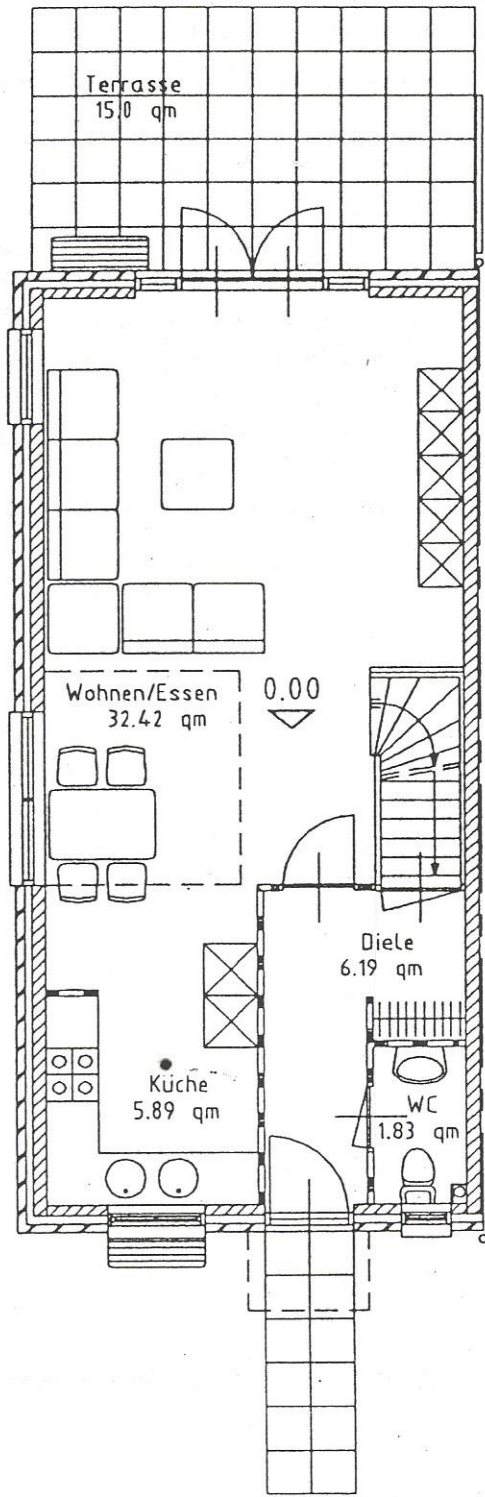 Terrasse
15.0 qm
Wohnen/Essen
32.42 qm
0.00
Diele
6.19 qm
Küche
5.89 qm
WC
1.83 qm